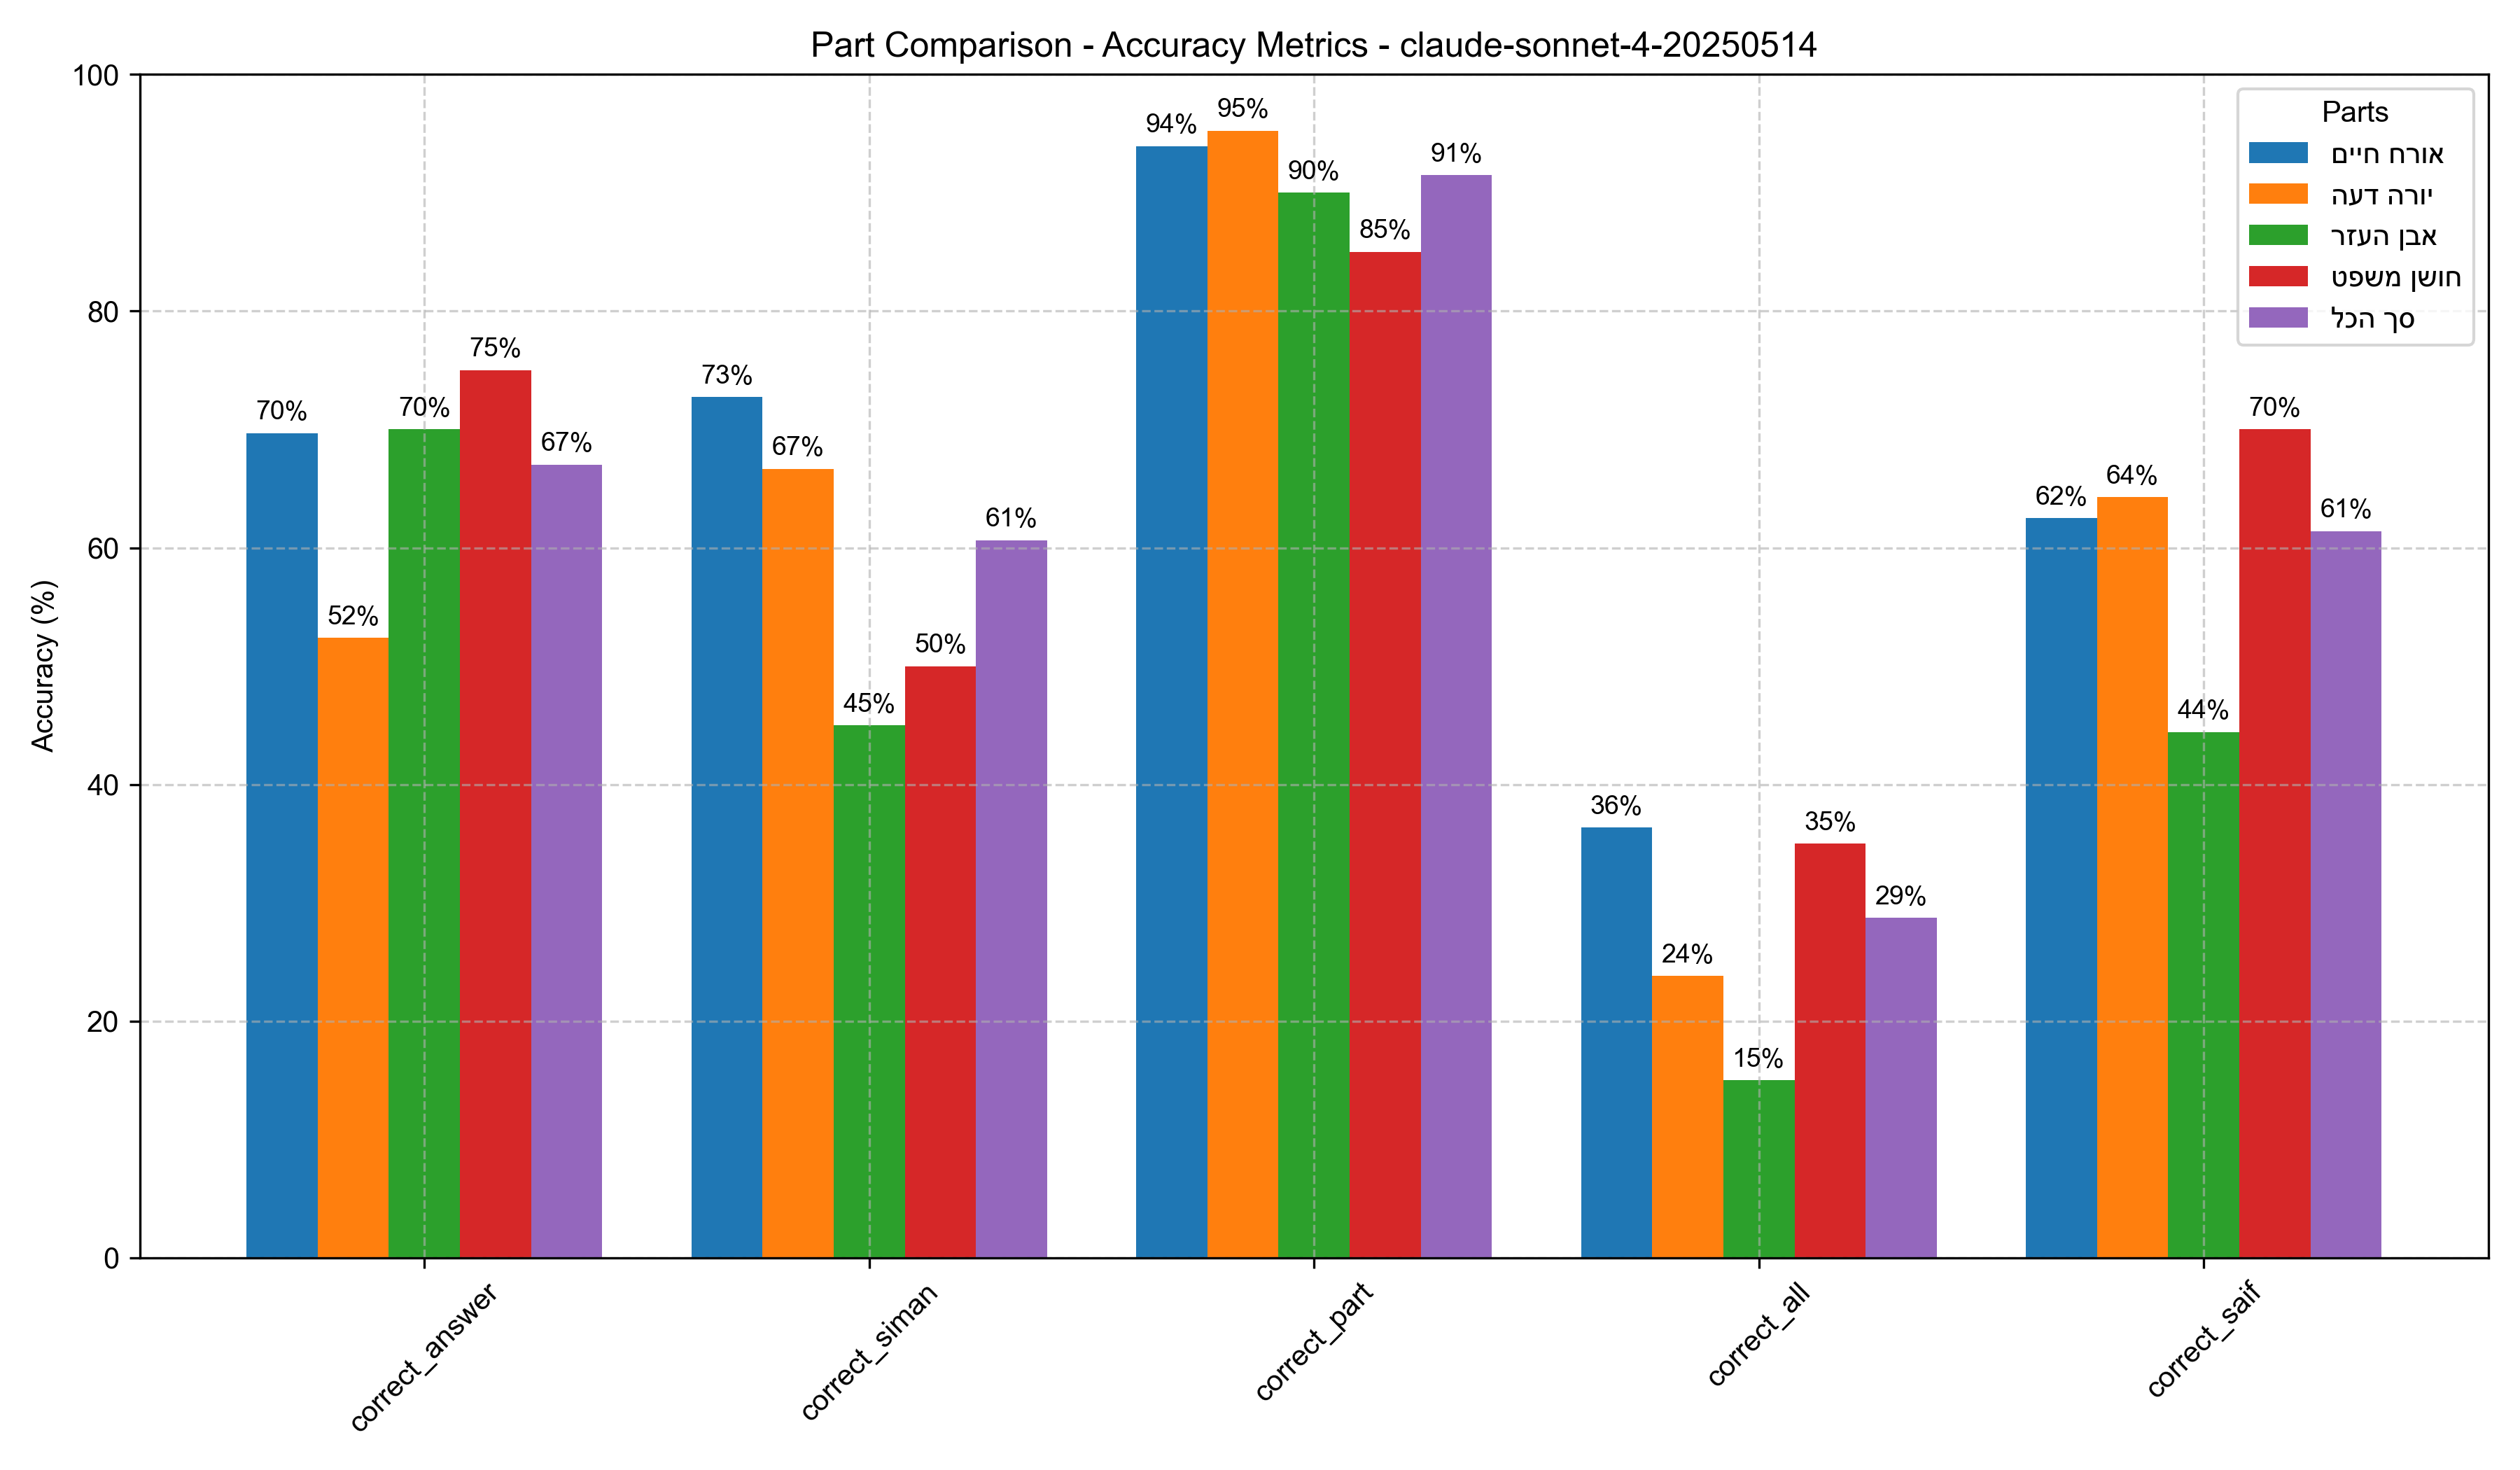 Part Comparison - Accuracy Metrics - claude-sonnet-4-20250514
Accuracy (%)
100
80
60
40
20
0
70%
52%
70%
75%
67%
73%
67%
45%
50%
61%
94%
95%
90%
85%
91%
36%
24%
15%
35%
29%
62%
64%
44%
70%
61%
correct_answer
correct_siman
correct_part
correct_all
correct_saif
Parts
אורח חיים
יורה דעה
אבן העזר
חושן משפט
סך הכל